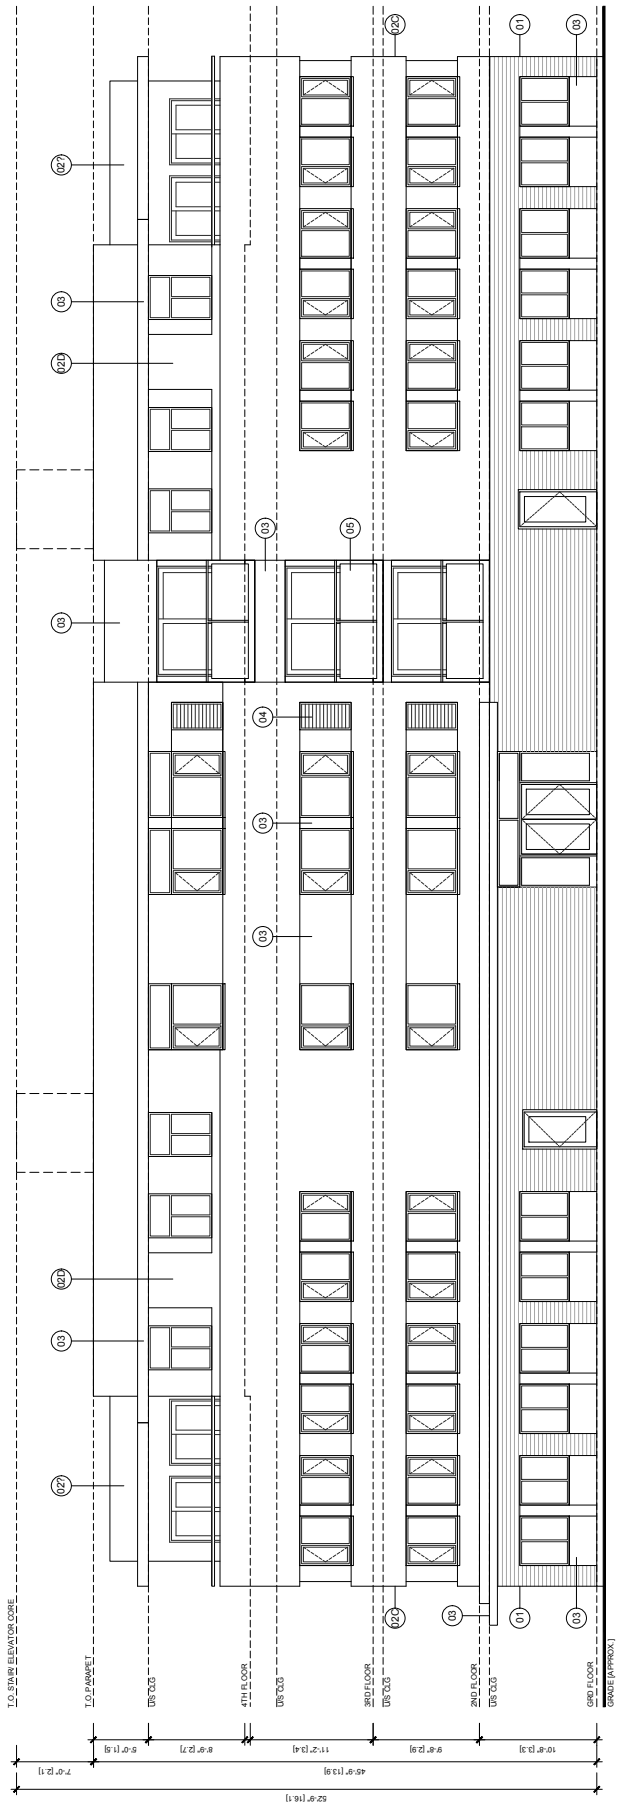 T.O. STAIR/ ELEVATOR CORE
T.O. PARAPET
U/S CLG
4TH FLOOR
U/S CLG
3RD FLOOR
U/S CLG
2ND FLOOR
U/S CLG
GRD FLOOR
GRADE [APPROX.]
7'-0" [2.1]
5'-0" [1.5]
8'-9" [2.7]
11'-2" [3.4]
9'-8" [2.9]
10'-8" [3.3]
45'-9" [13.9]
52'-9" [16.1]
02?
03
02D
03
02D
03
02?
03
03
04
03
05
02C
03
01
03
02C
01
03